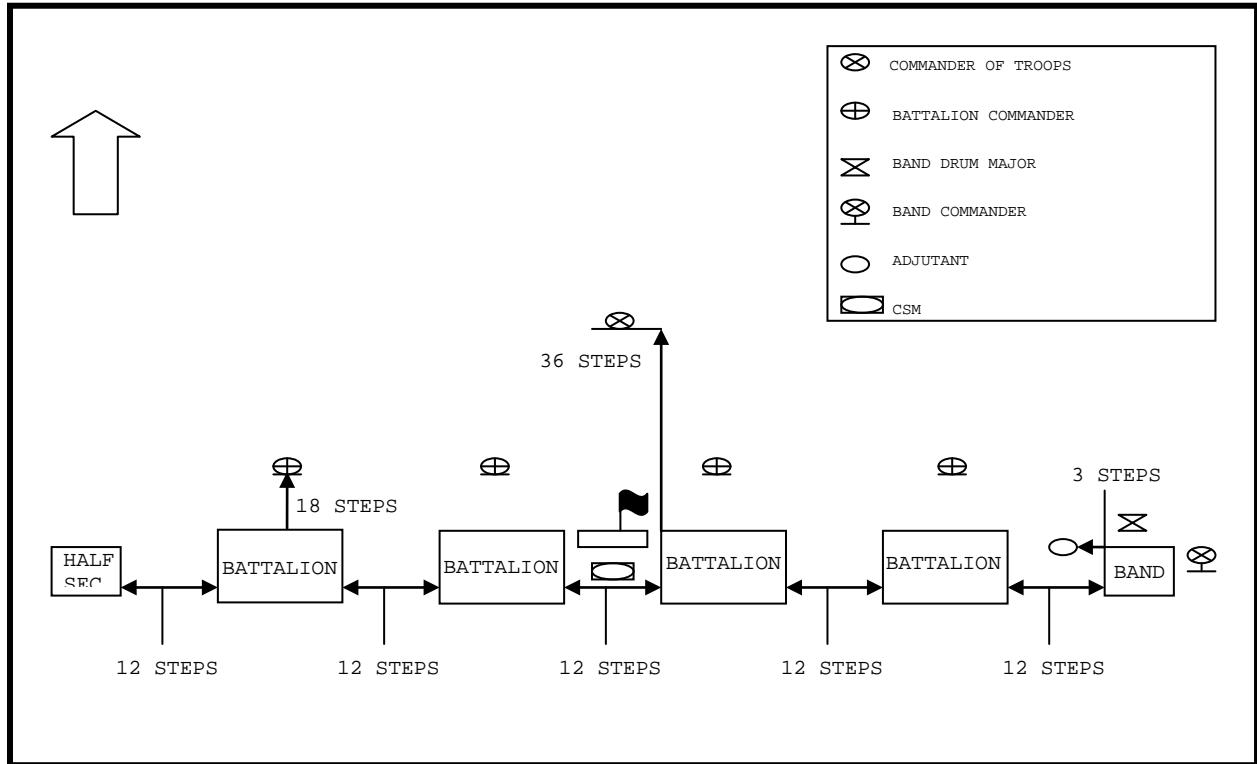 COMMANDER OF TROOPS
BATTALION COMMANDER
BAND DRUM MAJOR
BAND COMMANDER
ADJUTANT
CSM
36 STEPS
3 STEPS
18 STEPS
HALF
SEC
BATTALION
BATTALION
BATTALION
BATTALION
BAND
12 STEPS
12 STEPS
12 STEPS
12 STEPS
12 STEPS